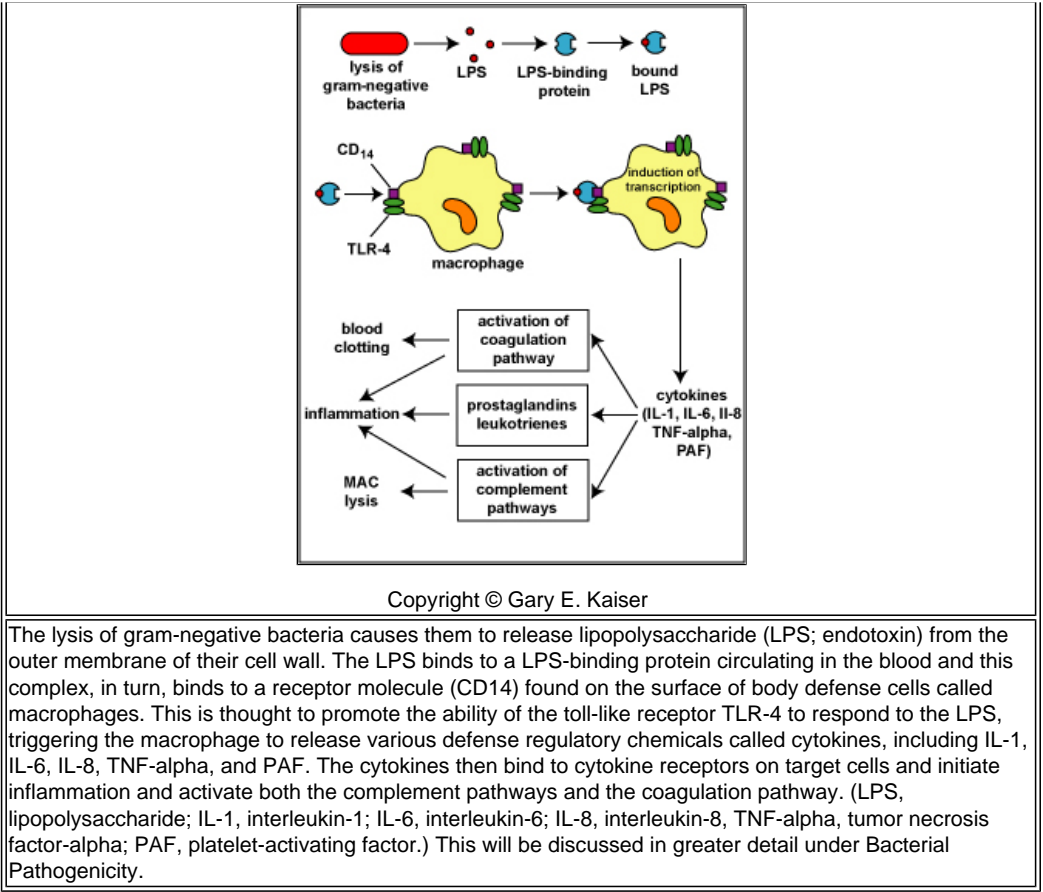 lysis of
gram-negative
bacteria
LPS
LPS-binding
protein
bound
LPS
CD14
TLR-4
macrophage
induction of
transcription
blood
clotting
activation of
coagulation
pathway
inflammation
prostaglandins
leukotrienes
cytokines
(IL-1, IL-6, Il-8
TNF-alpha,
PAF)
MAC
lysis
activation of
complement
pathways
Copyright © Gary E. Kaiser
The lysis of gram-negative bacteria causes them to release lipopolysaccharide (LPS; endotoxin) from the
outer membrane of their cell wall. The LPS binds to a LPS-binding protein circulating in the blood and this
complex, in turn, binds to a receptor molecule (CD14) found on the surface of body defense cells called
macrophages. This is thought to promote the ability of the toll-like receptor TLR-4 to respond to the LPS,
triggering the macrophage to release various defense regulatory chemicals called cytokines, including IL-1,
IL-6, IL-8, TNF-alpha, and PAF. The cytokines then bind to cytokine receptors on target cells and initiate
inflammation and activate both the complement pathways and the coagulation pathway. (LPS,
lipopolysaccharide; IL-1, interleukin-1; IL-6, interleukin-6; IL-8, interleukin-8, TNF-alpha, tumor necrosis
factor-alpha; PAF, platelet-activating factor.) This will be discussed in greater detail under Bacterial
Pathogenicity.